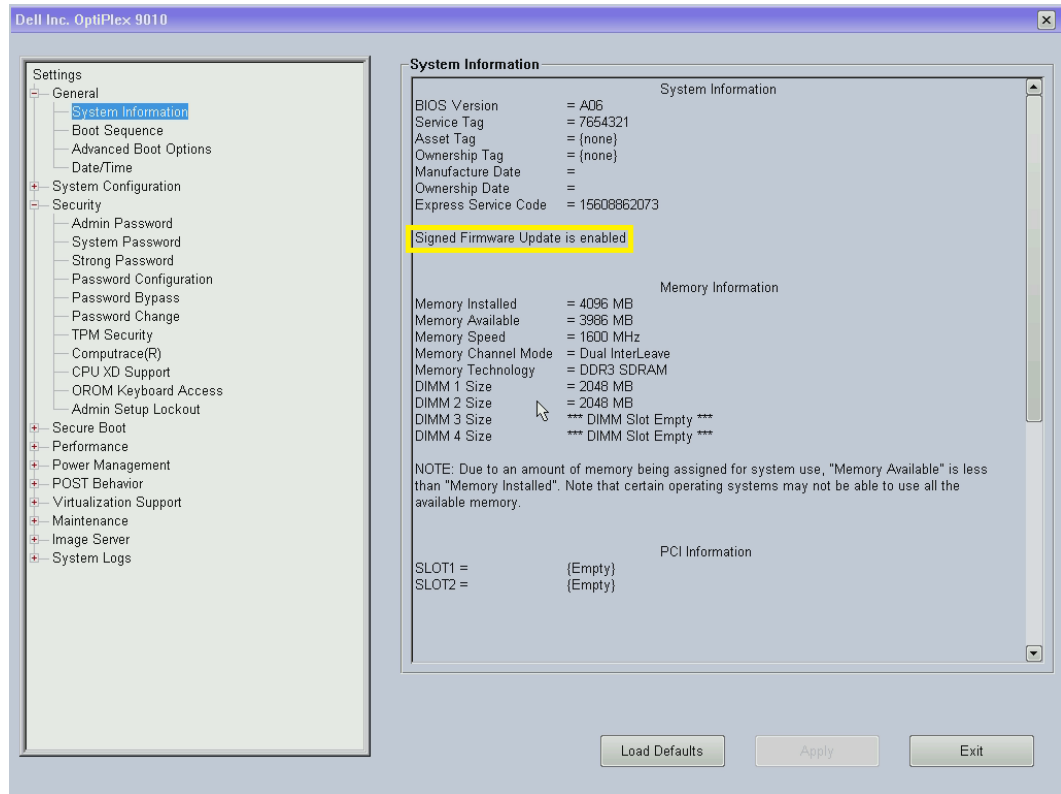 Dell Inc. OptiPlex 9010
Settings
General
System Information
Boot Sequence
Advanced Boot Options
Date/Time
System Configuration
Security
Admin Password
System Password
Strong Password
Password Configuration
Password Bypass
Password Change
TPM Security
Computrace(R)
CPU XD Support
OROM Keyboard Access
Admin Setup Lockout
Secure Boot
Performance
Power Management
POST Behavior
Virtualization Support
Maintenance
Image Server
System Logs
System Information
System Information
BIOS Version = A06
Service Tag = 7654321
Asset Tag = {none}
Ownership Tag = {none}
Manufacture Date =
Ownership Date =
Express Service Code = 15608862073
Signed Firmware Update is enabled
Memory Information
Memory Installed = 4096 MB
Memory Available = 3986 MB
Memory Speed = 1600 MHz
Memory Channel Mode = Dual InterLeave
Memory Technology = DDR3 SDRAM
DIMM 1 Size = 2048 MB
DIMM 2 Size = 2048 MB
DIMM 3 Size *** DIMM Slot Empty ***
DIMM 4 Size *** DIMM Slot Empty ***
NOTE: Due to an amount of memory being assigned for system use, "Memory Available" is less
than "Memory Installed". Note that certain operating systems may not be able to use all the
available memory.
PCI Information
SLOT1 = {Empty}
SLOT2 = {Empty}
Load Defaults Apply Exit